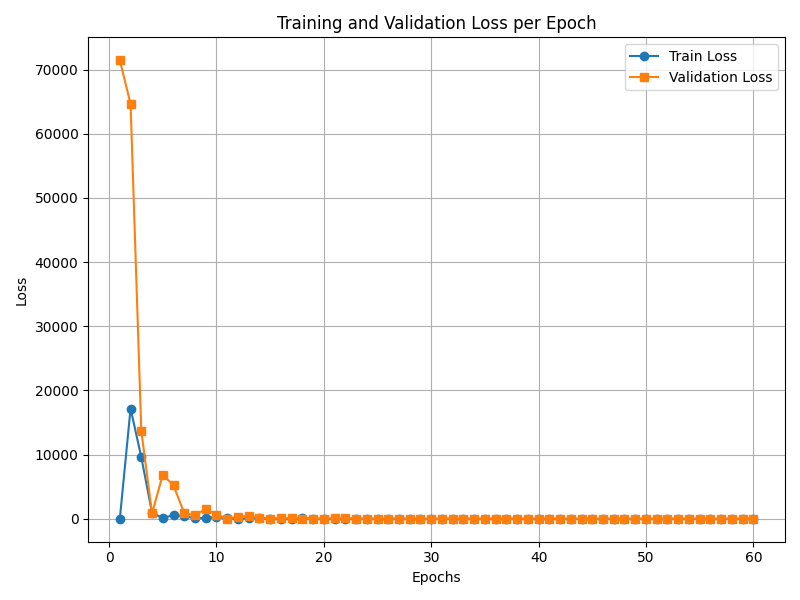 Training and Validation Loss per Epoch
Train Loss
Validation Loss
70000
60000
50000
40000
30000
20000
10000
0
Loss
0 10 20 30 40 50 60
Epochs